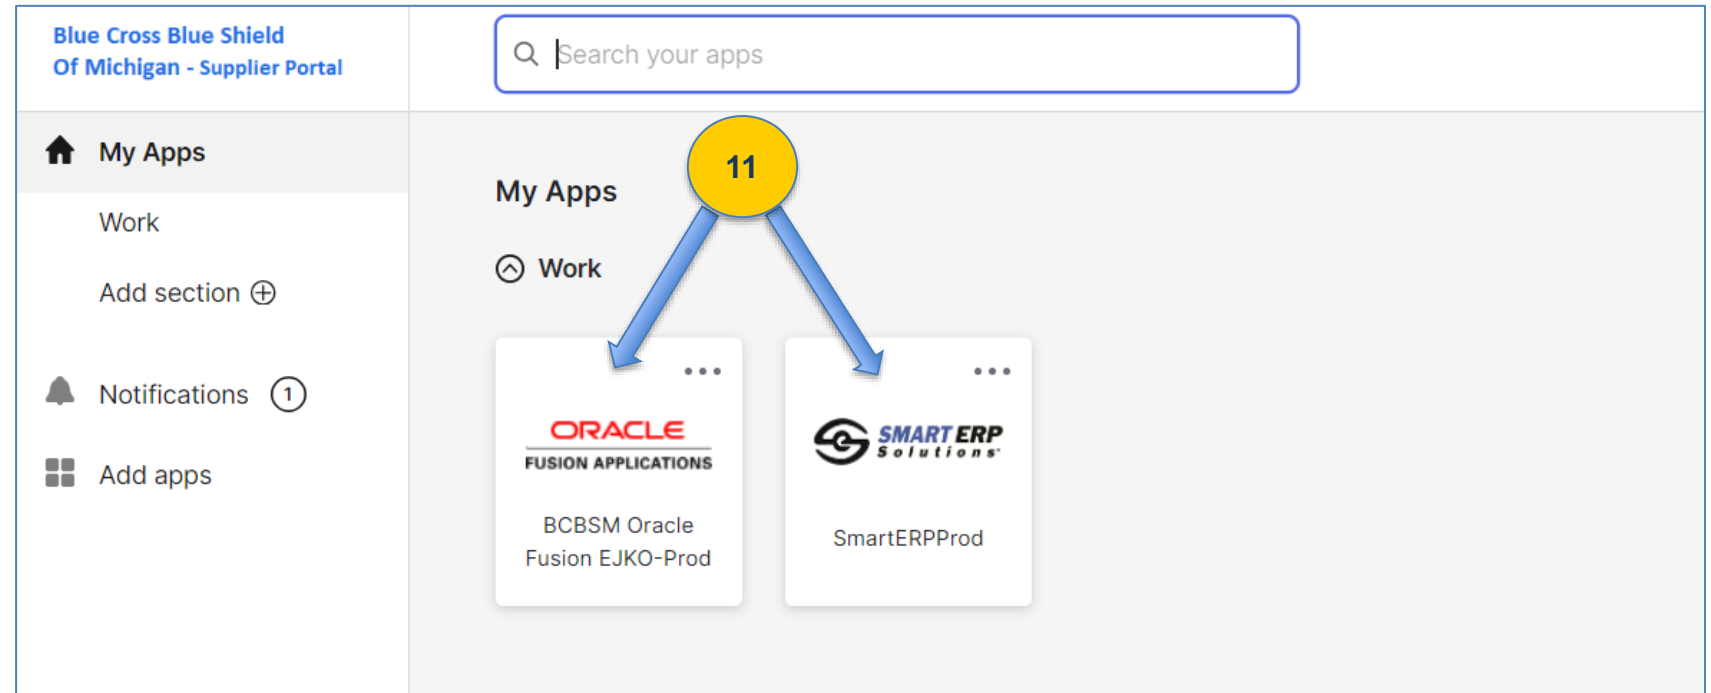 Blue Cross Blue Shield
Of Michigan - Supplier Portal
Search your apps
My Apps
Work
Add section
Notifications 1
Add apps
11
My Apps
Work
ORACLE
FUSION APPLICATIONS
BCBSM Oracle
Fusion EJKO-Prod
SMART ERP
Solutions
SmartERPProd